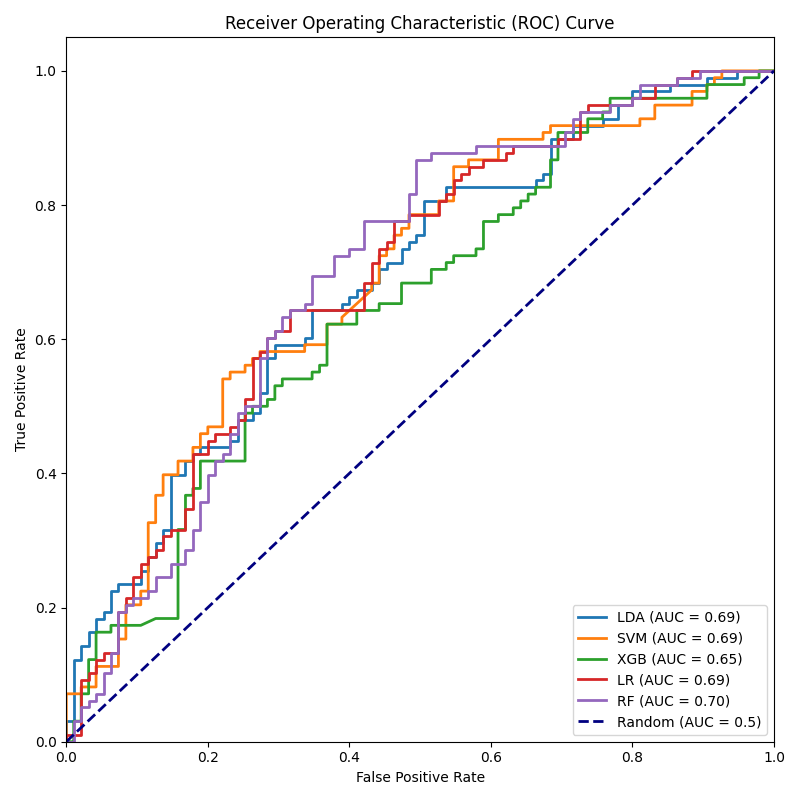 Receiver Operating Characteristic (ROC) Curve
1.0
0.8
0.6
0.4
0.2
0.0
True Positive Rate
LDA (AUC = 0.69)
SVM (AUC = 0.69)
XGB (AUC = 0.65)
LR (AUC = 0.69)
RF (AUC = 0.70)
Random (AUC = 0.5)
0.0 0.2 0.4 0.6 0.8 1.0
False Positive Rate